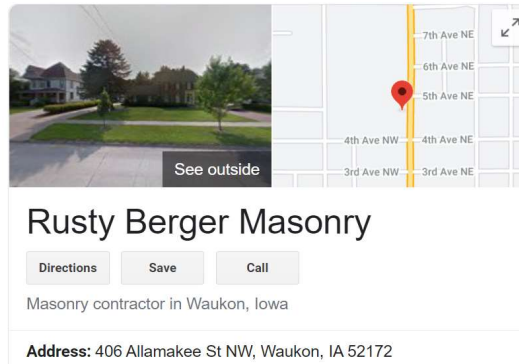 7th Ave NE
6th Ave NE
5th Ave NE
4th Ave NW 4th Ave NE
3rd Ave NW 3rd Ave NE
See outside
Rusty Berger Masonry
Directions Save Call
Masonry contractor in Waukon, Iowa
Address: 406 Allamakee St NW, Waukon, IA 52172